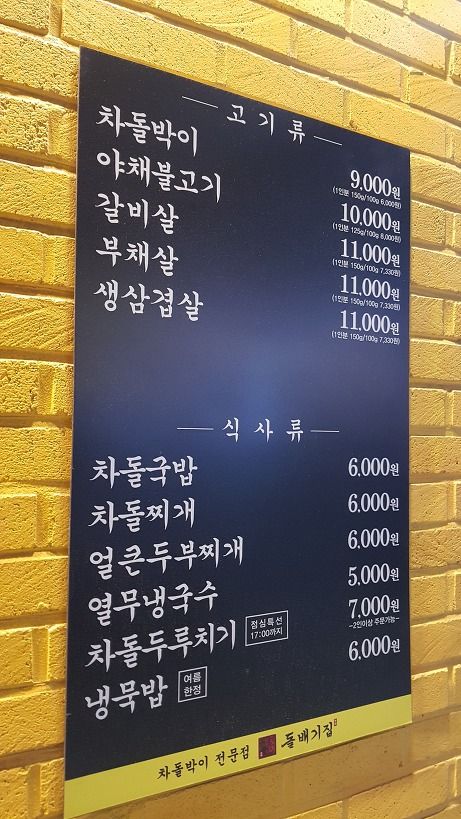 고기류
차돌박이 9,000원
(1인분 150g/100g 6,000원)
야채불고기 10,000원
(1인분 125g/100g 8,000원)
갈비살 11,000원
(1인분 150g/100g 7,330원)
부채살 11,000원
(1인분 150g/100g 7,330원)
생삼겹살 11,000원
(1인분 150g/100g 7,330원)
식사류
차돌국밥 6,000원
차돌찌개 6,000원
얼큰두부찌개 6,000원
열무냉국수 5,000원
차돌두루치기 점심특선 17:00까지 7,000원
-2인이상 주문가능-
냉묵밥 여름한정 6,000원
차돌박이 전문점 돌배기집